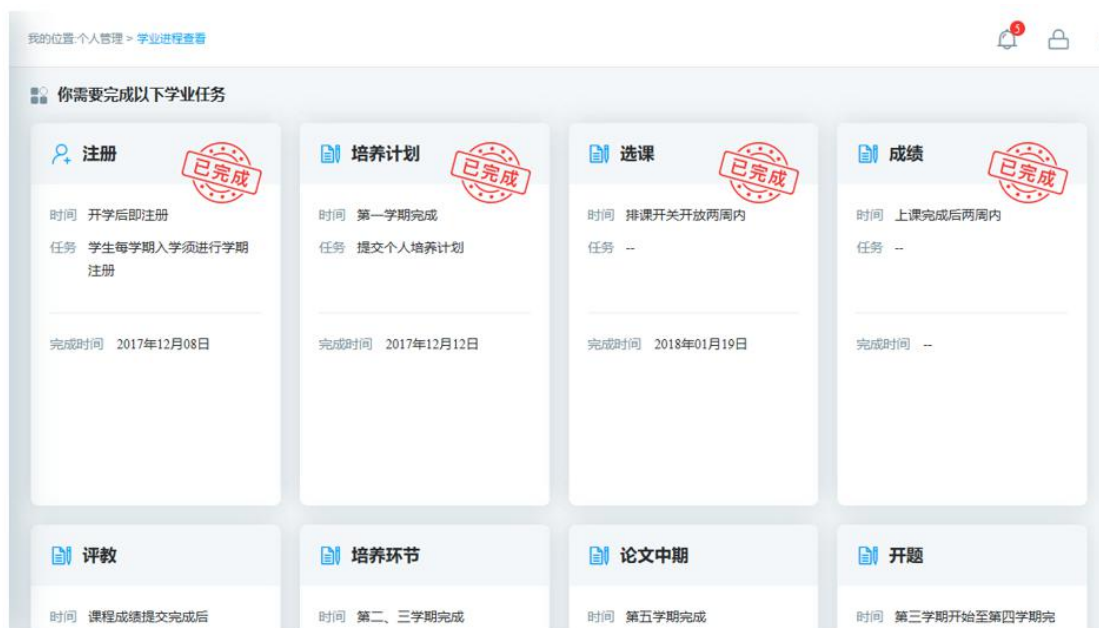 我的位置:个人管理 > 学业进程查看
5
你需要完成以下学业任务
注册
已完成
时间 开学后即注册
任务 学生每学期入学须进行学期
注册
完成时间 2017年12月08日
培养计划
已完成
时间 第一学期完成
任务 提交个人培养计划
完成时间 2017年12月12日
选课
已完成
时间 排课开关开放两周内
任务 --
完成时间 2018年01月19日
成绩
已完成
时间 上课完成后两周内
任务 --
完成时间 --
评教
时间 课程成绩提交完成后
培养环节
时间 第二、三学期完成
论文中期
时间 第五学期完成
开题
时间 第三学期开始至第四学期完